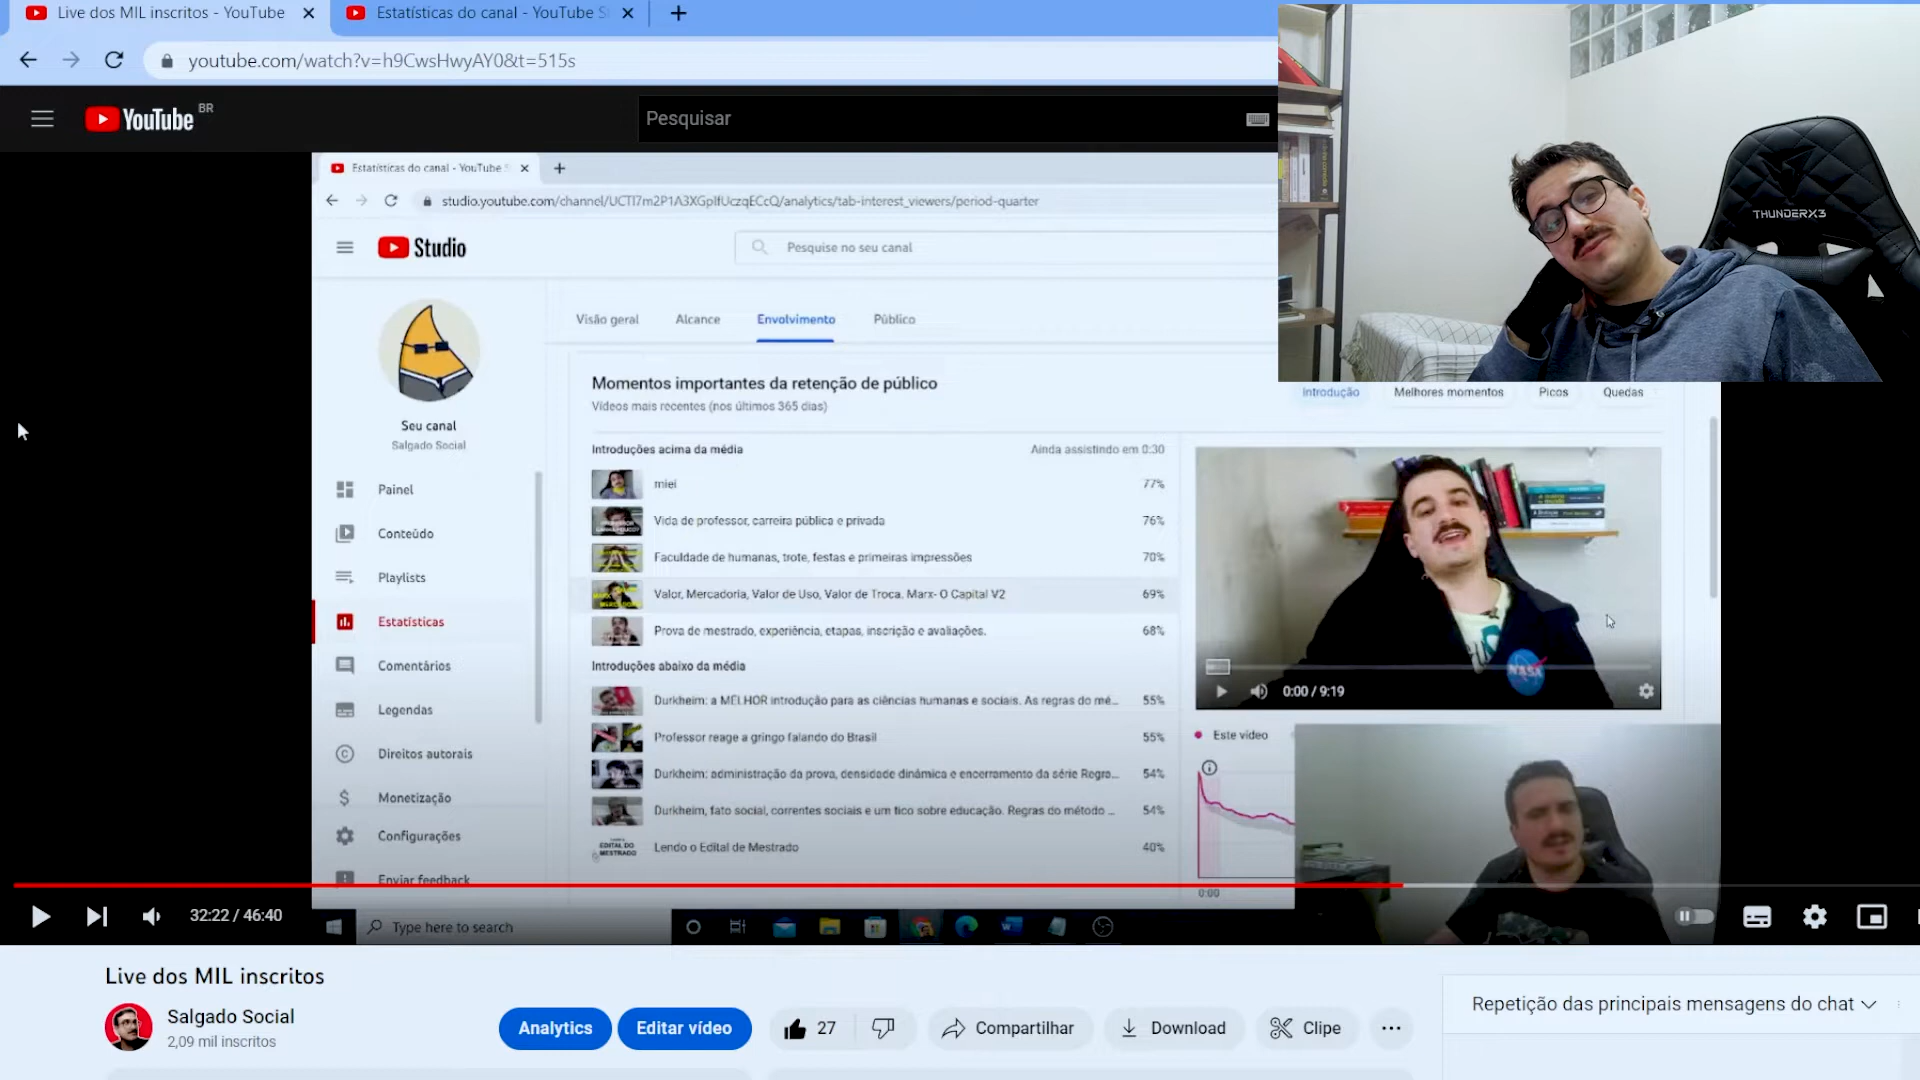 Live dos MIL inscritos - YouTube
Estatísticas do canal - YouTube S
youtube.com/watch?v=h9CwsHwyAY0&t=515s
YouTube BR
Pesquisar
THUNDERX3
Estatísticas do canal - YouTube S
studio.youtube.com/channel/UCTI7m2P1A3XGpIfUczqECcQ/analytics/tab-interest_viewers/period-quarter
Studio
Pesquise no seu canal
Visão geral Alcance Envolvimento Público
Seu canal
Salgado Social
Painel
Conteúdo
Playlists
Estatísticas
Comentários
Legendas
Direitos autorais
Monetização
Configurações
Enviar feedback
Momentos importantes da retenção de público
Vídeos mais recentes (nos últimos 365 dias)
Introdução Melhores momentos Picos Quedas
Introduções acima da média Ainda assistindo em 0:30
miei 77%
Vida de professor, carreira pública e privada 76%
Faculdade de humanas, trote, festas e primeiras impressões 70%
Valor, Mercadoria, Valor de Uso, Valor de Troca. Marx- O Capital V2 69%
Prova de mestrado, experiência, etapas, inscrição e avaliações. 68%
Introduções abaixo da média
Durkheim: a MELHOR introdução para as ciências humanas e sociais. As regras do mé... 55%
Professor reage a gringo falando do Brasil 55%
Durkheim: administração da prova, densidade dinâmica e encerramento da série Regra... 54%
Durkheim, fato social, correntes sociais e um tico sobre educação. Regras do método ... 54%
EDITAL DO
MESTRADO
Lendo o Edital de Mestrado 40%
NASA
0:00 / 9:19
Este vídeo
0:00
Type here to search
32:22 / 46:40
Live dos MIL inscritos
Salgado Social
2,09 mil inscritos
Analytics
Editar vídeo
27
Compartilhar
Download
Clipe
Repetição das principais mensagens do chat